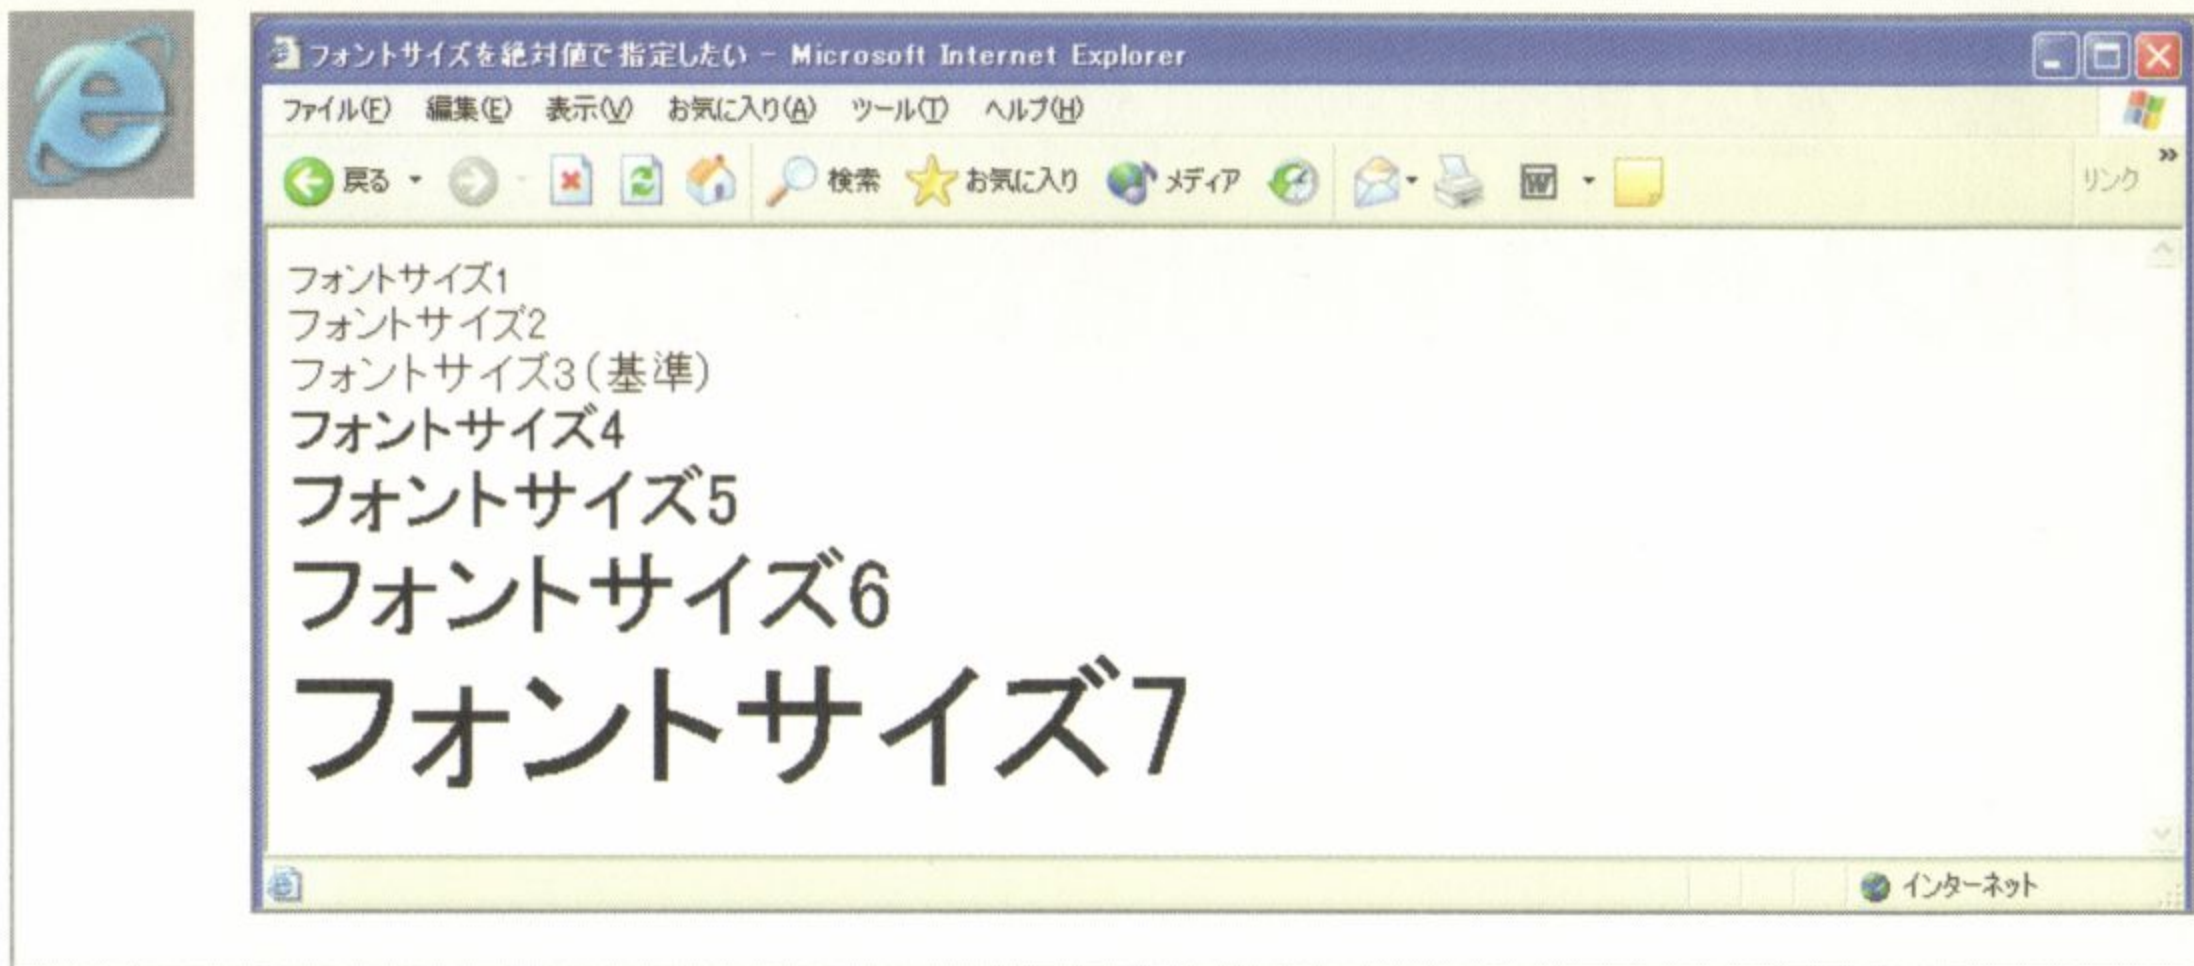 フォントサイズを絶対値で指定したい - Microsoft Internet Explorer
ファイル(F) 編集(E) 表示(V) お気に入り(A) ツール(T) ヘルプ(H)
戻る 検索 お気に入り メディア リンク »
フォントサイズ1
フォントサイズ2
フォントサイズ3(基準)
フォントサイズ4
フォントサイズ5
フォントサイズ6
フォントサイズ7
インターネット